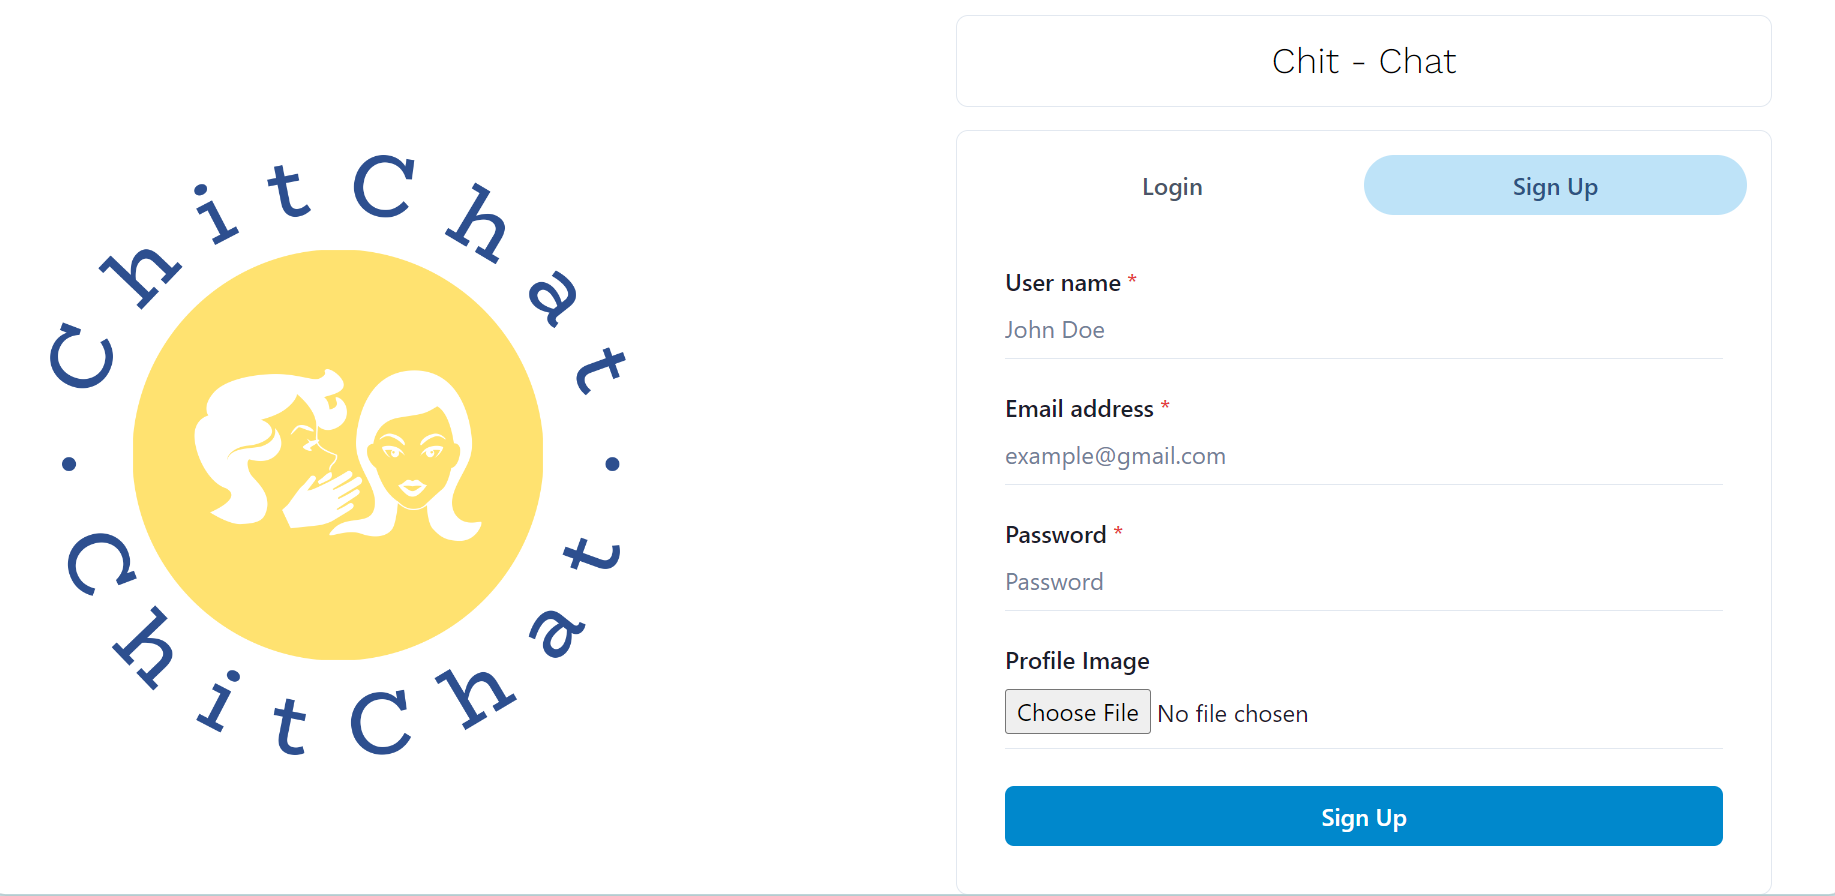 ChitChat
·
·
ChitChat
Chit - Chat
Login
Sign Up
User name *
John Doe
Email address *
example@gmail.com
Password *
Password
Profile Image
Choose File No file chosen
Sign Up